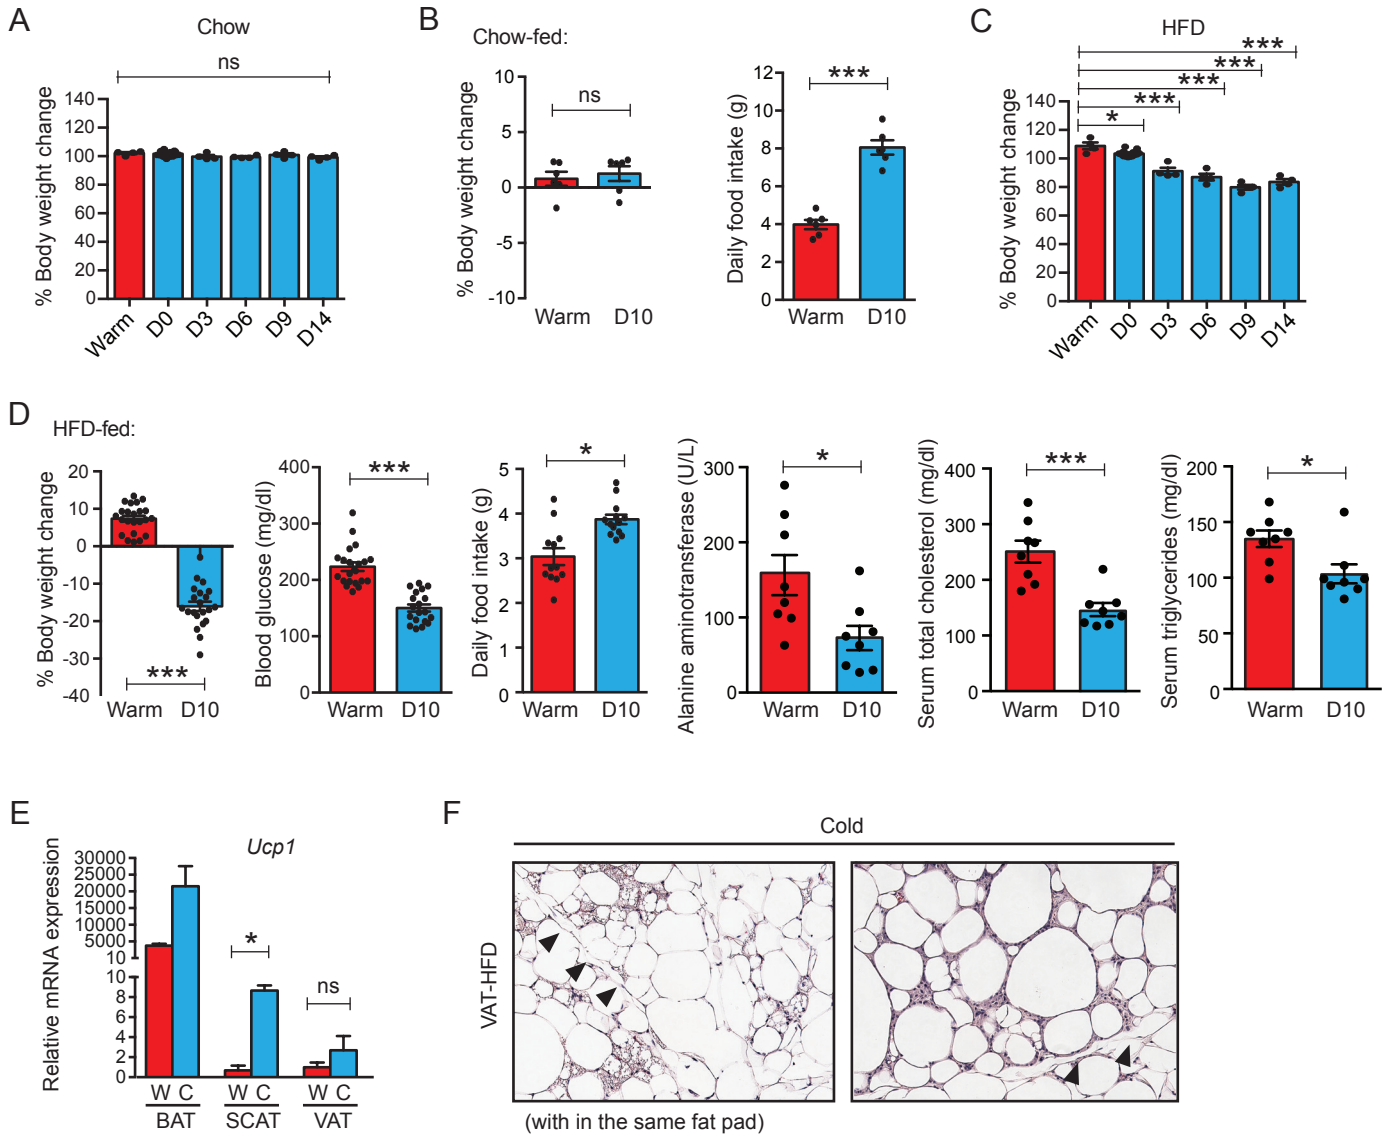 A
Chow
ns
% Body weight change
140
120
100
80
60
40
20
0
Warm
D0
D3
D6
D9
D14
B
Chow-fed:
ns
% Body weight change
10
5
0
-5
-10
Warm D10
***
Daily food intake (g)
12
10
8
6
4
2
0
Warm D10
C
HFD
***
***
***
***
*
% Body weight change
140
120
100
80
60
40
20
0
Warm
D0
D3
D6
D9
D14
D
HFD-fed:
% Body weight change
20
10
0
-10
-20
-30
-40
***
Warm D10
Blood glucose (mg/dl)
400
300
200
100
0
***
Warm D10
Daily food intake (g)
5
4
3
2
1
0
*
Warm D10
Alanine aminotransferase (U/L)
300
200
100
0
*
Warm D10
Serum total cholesterol (mg/dl)
400
300
200
100
0
***
Warm D10
Serum triglycerides (mg/dl)
200
150
100
50
0
*
Warm D10
E
Ucp1
Relative mRNA expression
30000
25000
20000
15000
10000
5000
10
10
8
6
4
2
0
*
ns
W C W C W C
BAT SCAT VAT
F
Cold
VAT-HFD
(with in the same fat pad)